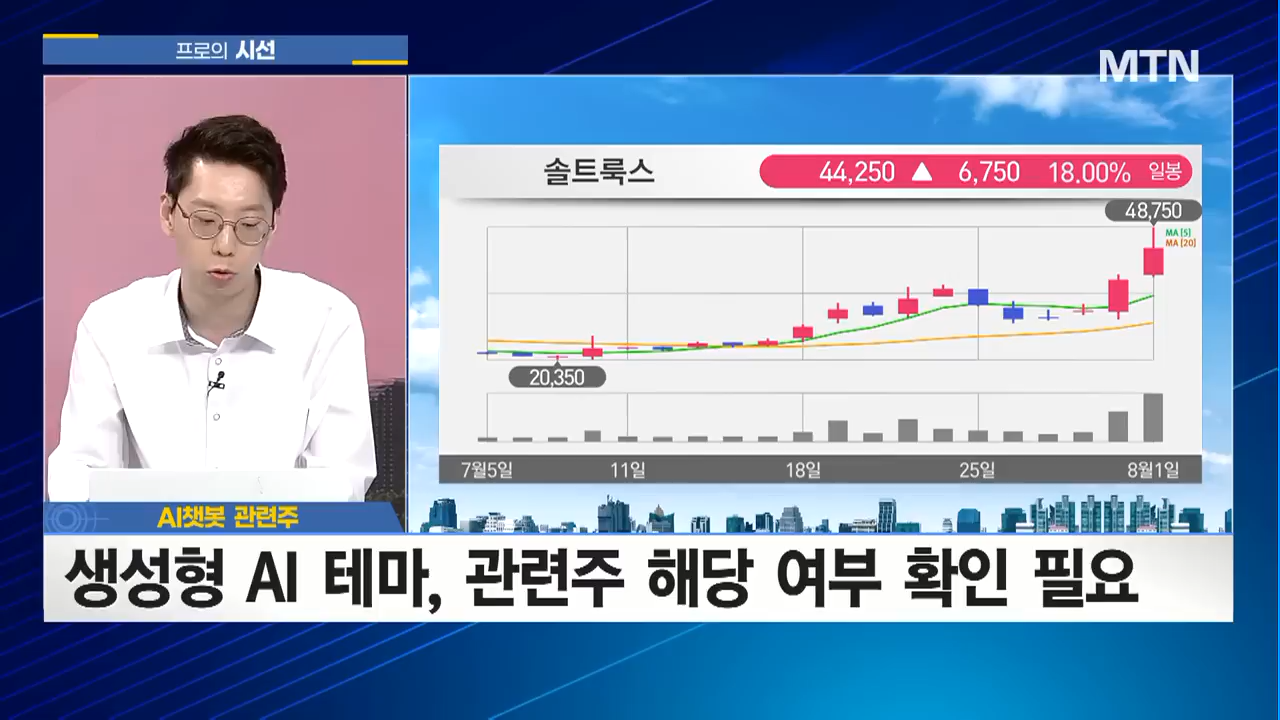 프로의 시선
MTN
솔트룩스
44,250 ▲ 6,750 18.00% 일봉
48,750
MA [5]
MA [20]
20,350
7월5일 11일 18일 25일 8월1일
AI챗봇 관련주
생성형 AI 테마, 관련주 해당 여부 확인 필요